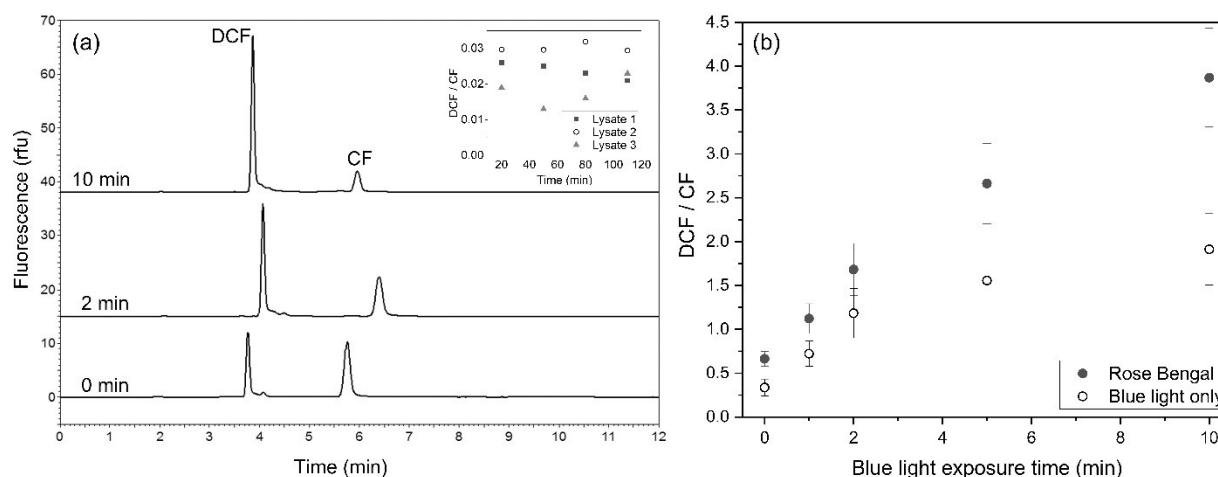 (a)
70
60
50
40
30
20
10
0
Fluorescence (rfu)
DCF
CF
10 min
2 min
0 min
0 1 2 3 4 5 6 7 8 9 10 11 12
Time (min)
0.03
0.02
0.01
0.00
DCF / CF
Lysate 1
Lysate 2
Lysate 3
20 40 60 80 100 120
Time (min)
(b)
4.5
4.0
3.5
3.0
2.5
2.0
1.5
1.0
0.5
0.0
DCF / CF
Rose Bengal
Blue light only
0 2 4 6 8 10
Blue light exposure time (min)